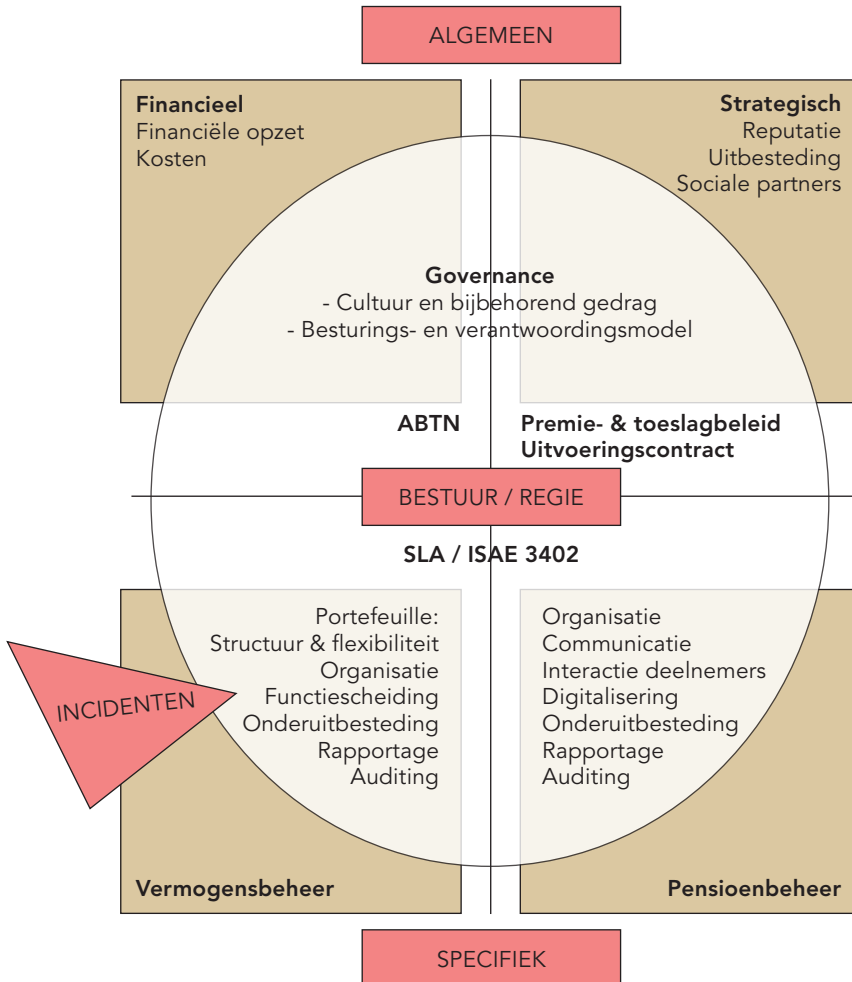 ALGEMEEN
Financieel
Financiële opzet
Kosten
Strategisch
Reputatie
Uitbesteding
Sociale partners
Governance
- Cultuur en bijbehorend gedrag
- Besturings- en verantwoordingsmodel
ABTN
Premie- & toeslagbeleid
Uitvoeringscontract
BESTUUR / REGIE
SLA / ISAE 3402
Portefeuille:
Structuur & flexibiliteit
Organisatie
Functiescheiding
Onderuitbesteding
Rapportage
Auditing
Organisatie
Communicatie
Interactie deelnemers
Digitalisering
Onderuitbesteding
Rapportage
Auditing
INCIDENTEN
Vermogensbeheer
Pensioenbeheer
SPECIFIEK